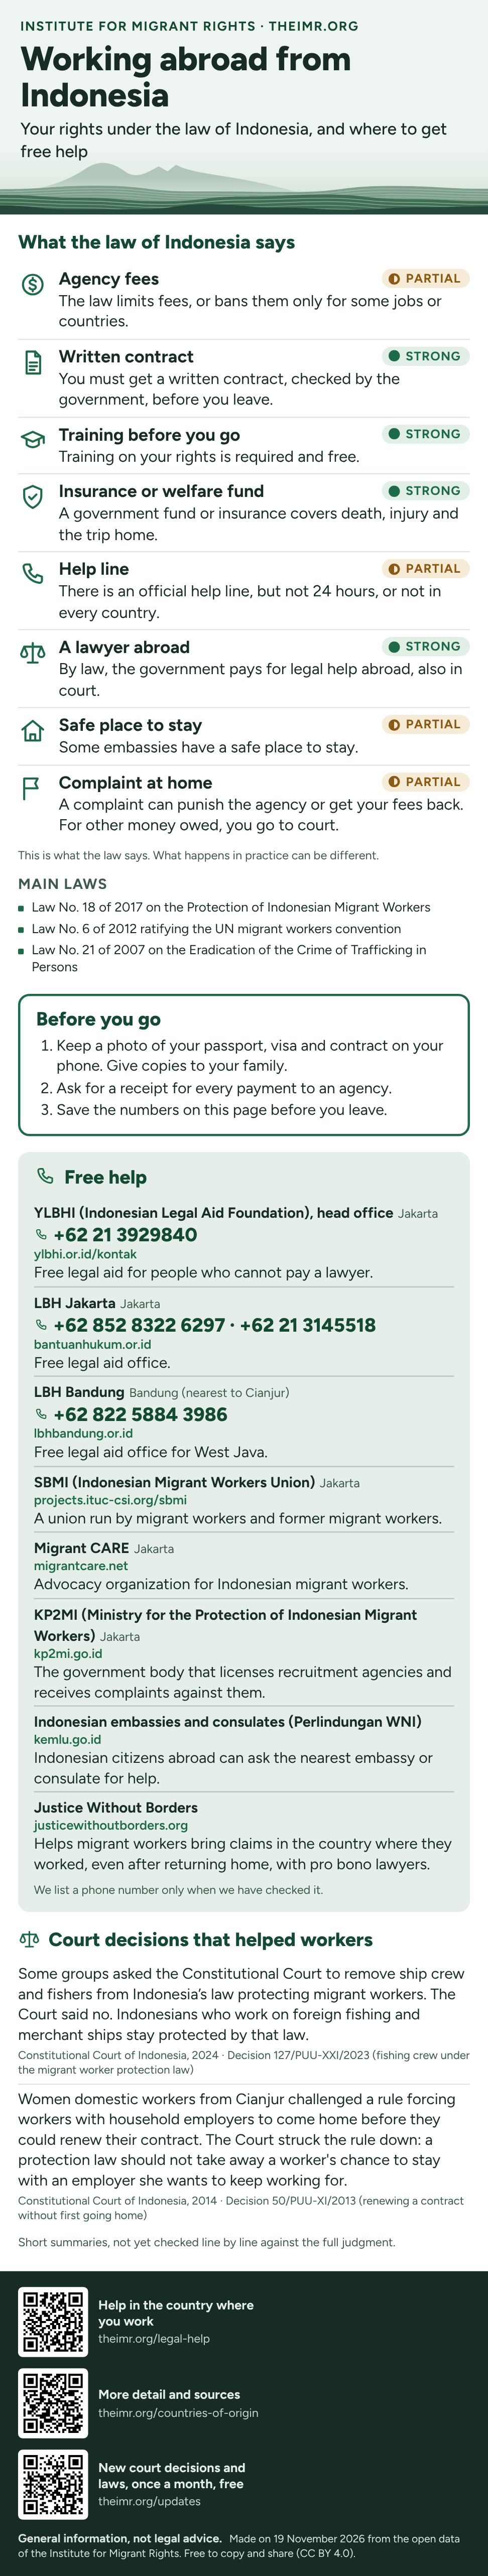 INSTITUTE FOR MIGRANT RIGHTS · THEIMR.ORG
Working abroad from
Indonesia
Your rights under the law of Indonesia, and where to get
free help
What the law of Indonesia says
Agency fees
PARTIAL
The law limits fees, or bans them only for some jobs or
countries.
Written contract
STRONG
You must get a written contract, checked by the
government, before you leave.
Training before you go
STRONG
Training on your rights is required and free.
Insurance or welfare fund
STRONG
A government fund or insurance covers death, injury and
the trip home.
Help line
PARTIAL
There is an official help line, but not 24 hours, or not in
every country.
A lawyer abroad
STRONG
By law, the government pays for legal help abroad, also in
court.
Safe place to stay
PARTIAL
Some embassies have a safe place to stay.
Complaint at home
PARTIAL
A complaint can punish the agency or get your fees back.
For other money owed, you go to court.
This is what the law says. What happens in practice can be different.
MAIN LAWS
Law No. 18 of 2017 on the Protection of Indonesian Migrant Workers
Law No. 6 of 2012 ratifying the UN migrant workers convention
Law No. 21 of 2007 on the Eradication of the Crime of Trafficking in
Persons
Before you go
1. Keep a photo of your passport, visa and contract on your
phone. Give copies to your family.
2. Ask for a receipt for every payment to an agency.
3. Save the numbers on this page before you leave.
Free help
YLBHI (Indonesian Legal Aid Foundation), head office Jakarta
+62 21 3929840
ylbhi.or.id/kontak
Free legal aid for people who cannot pay a lawyer.
LBH Jakarta Jakarta
+62 852 8322 6297 · +62 21 3145518
bantuanhukum.or.id
Free legal aid office.
LBH Bandung Bandung (nearest to Cianjur)
+62 822 5884 3986
lbhbandung.or.id
Free legal aid office for West Java.
SBMI (Indonesian Migrant Workers Union) Jakarta
projects.ituc-csi.org/sbmi
A union run by migrant workers and former migrant workers.
Migrant CARE Jakarta
migrantcare.net
Advocacy organization for Indonesian migrant workers.
KP2MI (Ministry for the Protection of Indonesian Migrant
Workers) Jakarta
kp2mi.go.id
The government body that licenses recruitment agencies and
receives complaints against them.
Indonesian embassies and consulates (Perlindungan WNI)
kemlu.go.id
Indonesian citizens abroad can ask the nearest embassy or
consulate for help.
Justice Without Borders
justicewithoutborders.org
Helps migrant workers bring claims in the country where they
worked, even after returning home, with pro bono lawyers.
We list a phone number only when we have checked it.
Court decisions that helped workers
Some groups asked the Constitutional Court to remove ship crew
and fishers from Indonesia’s law protecting migrant workers. The
Court said no. Indonesians who work on foreign fishing and
merchant ships stay protected by that law.
Constitutional Court of Indonesia, 2024 · Decision 127/PUU-XXI/2023 (fishing crew under
the migrant worker protection law)
Women domestic workers from Cianjur challenged a rule forcing
workers with household employers to come home before they
could renew their contract. The Court struck the rule down: a
protection law should not take away a worker's chance to stay
with an employer she wants to keep working for.
Constitutional Court of Indonesia, 2014 · Decision 50/PUU-XI/2013 (renewing a contract
without first going home)
Short summaries, not yet checked line by line against the full judgment.
Help in the country where
you work
theimr.org/legal-help
More detail and sources
theimr.org/countries-of-origin
New court decisions and
laws, once a month, free
theimr.org/updates
General information, not legal advice. Made on 19 November 2026 from the open data
of the Institute for Migrant Rights. Free to copy and share (CC BY 4.0).